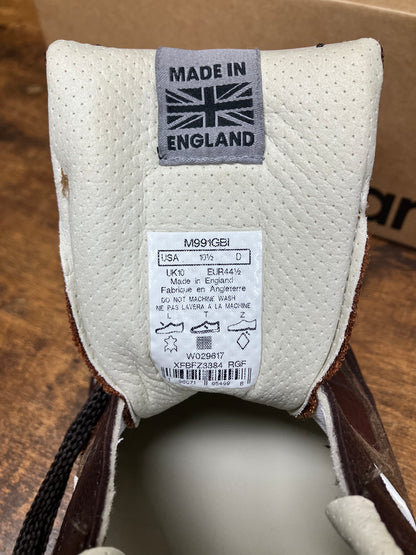 MADE IN
ENGLAND
M991GBI
USA 10½ D
UK10 EUR44½
Made in England
Fabrique en Angleterre
DO NOT MACHINE WASH
NE PAS LAVERA A LA MACHINE
L T Z
W029617
XFBFZ3884 RGF